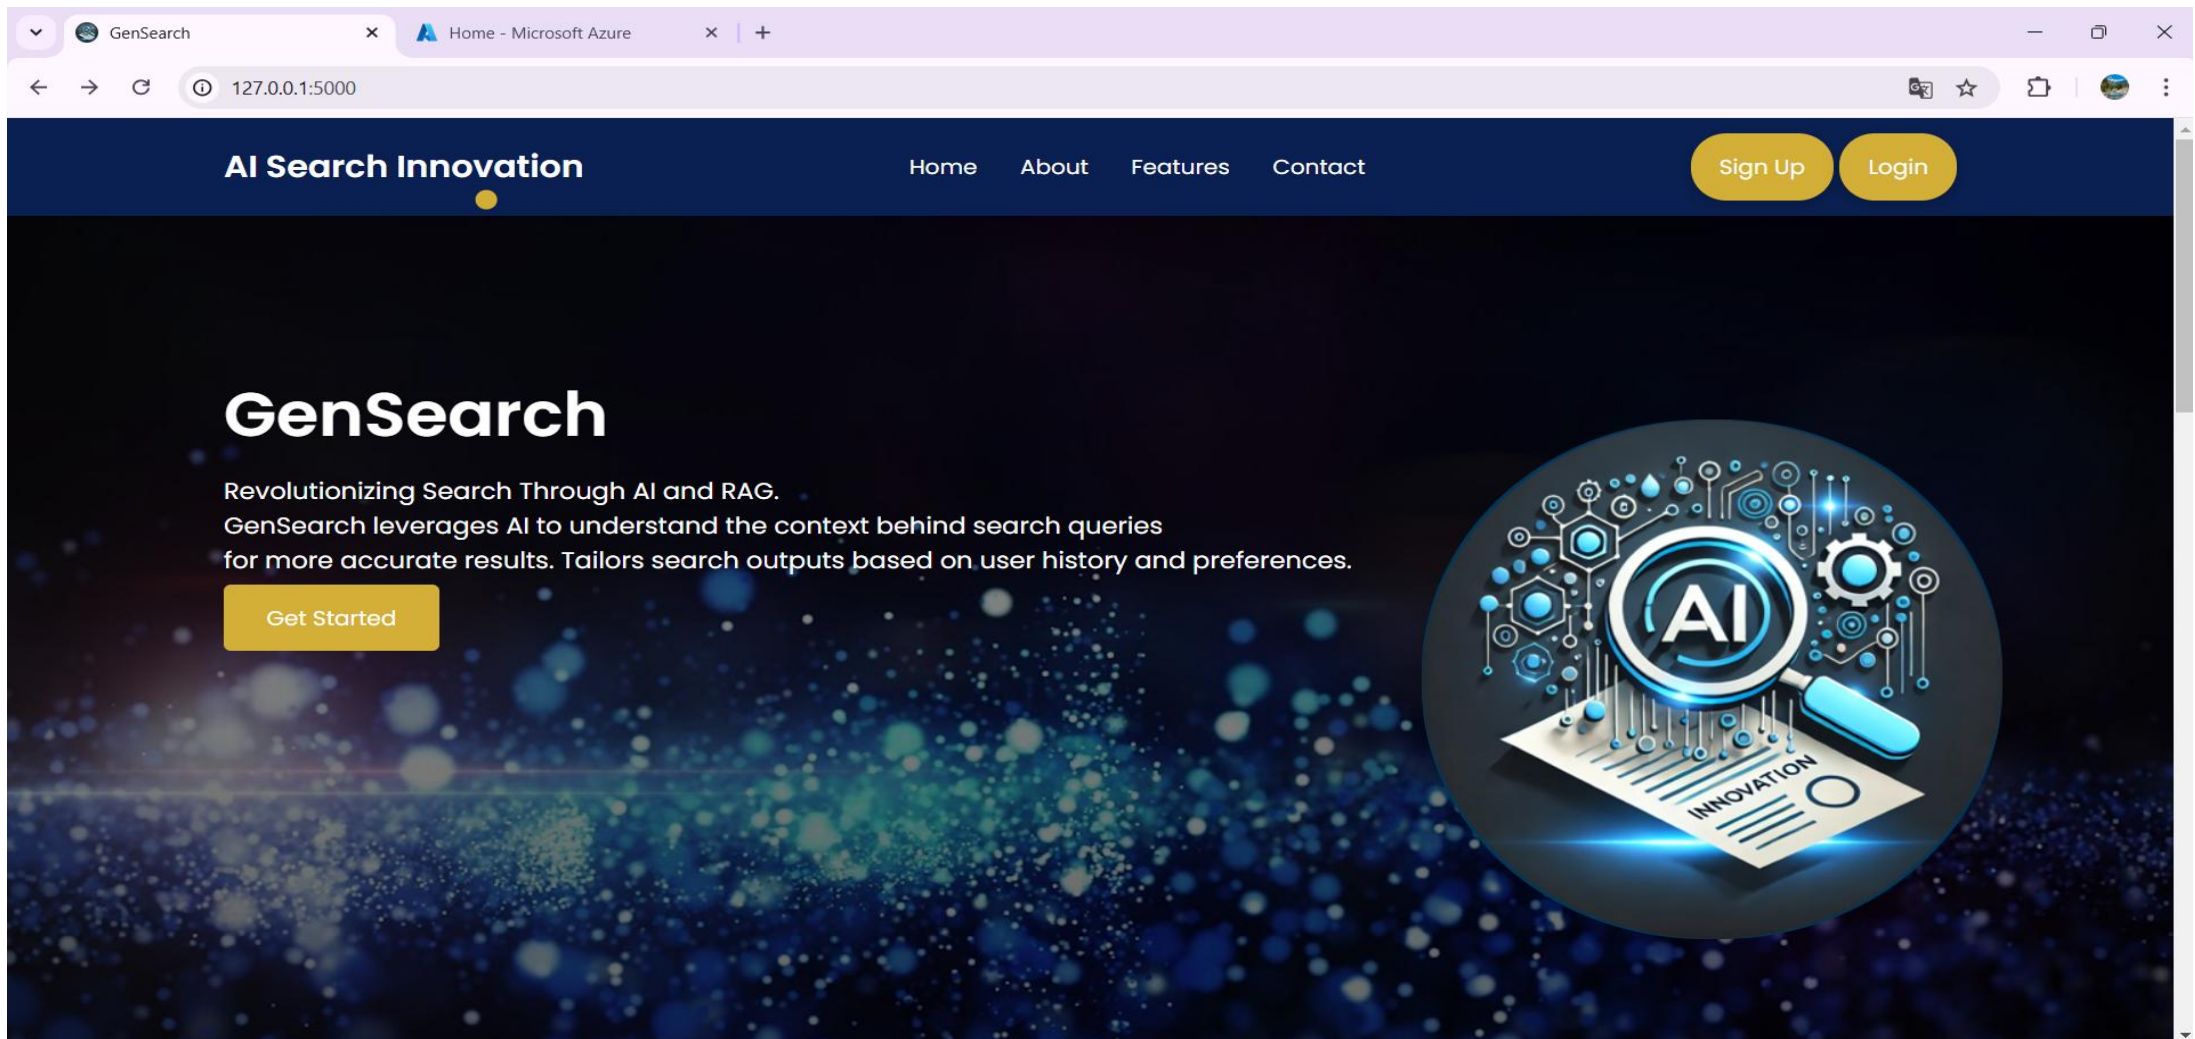 GenSearch
Home - Microsoft Azure
127.0.0.1:5000
AI Search Innovation
Home About Features Contact
Sign Up Login
GenSearch
Revolutionizing Search Through AI and RAG.
GenSearch leverages AI to understand the context behind search queries
for more accurate results. Tailors search outputs based on user history and preferences.
Get Started
AI
INNOVATION